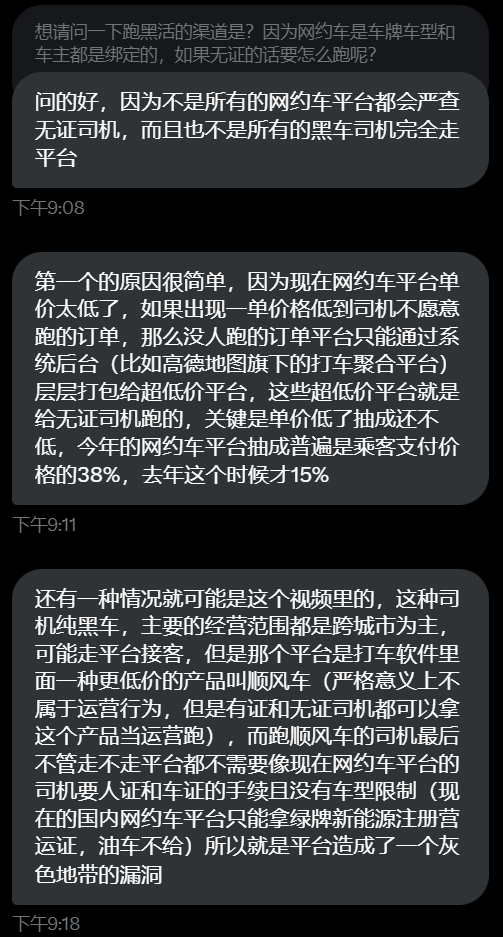 想请问一下跑黑活的渠道是？因为网约车是车牌车型和
车主都是绑定的，如果无证的话要怎么跑呢？
问的好，因为不是所有的网约车平台都会严查
无证司机，而且也不是所有的黑车司机完全走
平台
下午9:08
第一个的原因很简单，因为现在网约车平台单
价太低了，如果出现一单价格低到司机不愿意
跑的订单，那么没人跑的订单平台只能通过系
统后台（比如高德地图旗下的打车聚合平台）
层层打包给超低价平台，这些超低价平台就是
给无证司机跑的，关键是单价低了抽成还不
低，今年的网约车平台抽成普遍是乘客支付价
格的38%，去年这个时候才15%
下午9:11
还有一种情况就可能是这个视频里的，这种司
机纯黑车，主要的经营范围都是跨城市为主，
可能走平台接客，但是那个平台是打车软件里
面一种更低价的产品叫顺风车（严格意义上不
属于运营行为，但是有证和无证司机都可以拿
这个产品当运营跑），而跑顺风车的司机最后
不管走不走平台都不需要像现在网约车平台的
司机要人证和车证的手续且没有车型限制（现
在的国内网约车平台只能拿绿牌新能源注册营
运证，油车不给）所以就是平台造成了一个灰
色地带的漏洞
下午9:18